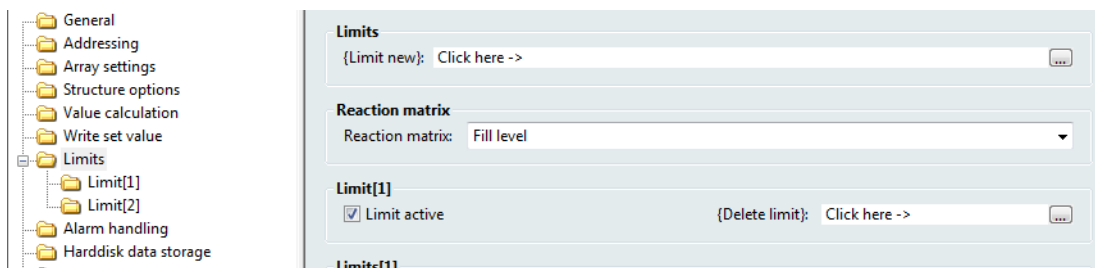 General
Addressing
Array settings
Structure options
Value calculation
Write set value
Limits
Limit[1]
Limit[2]
Alarm handling
Harddisk data storage
Limits
{Limit new}: Click here -> ...
Reaction matrix
Reaction matrix: Fill level
Limit[1]
Limit active {Delete limit}: Click here -> ...
Limits[1]